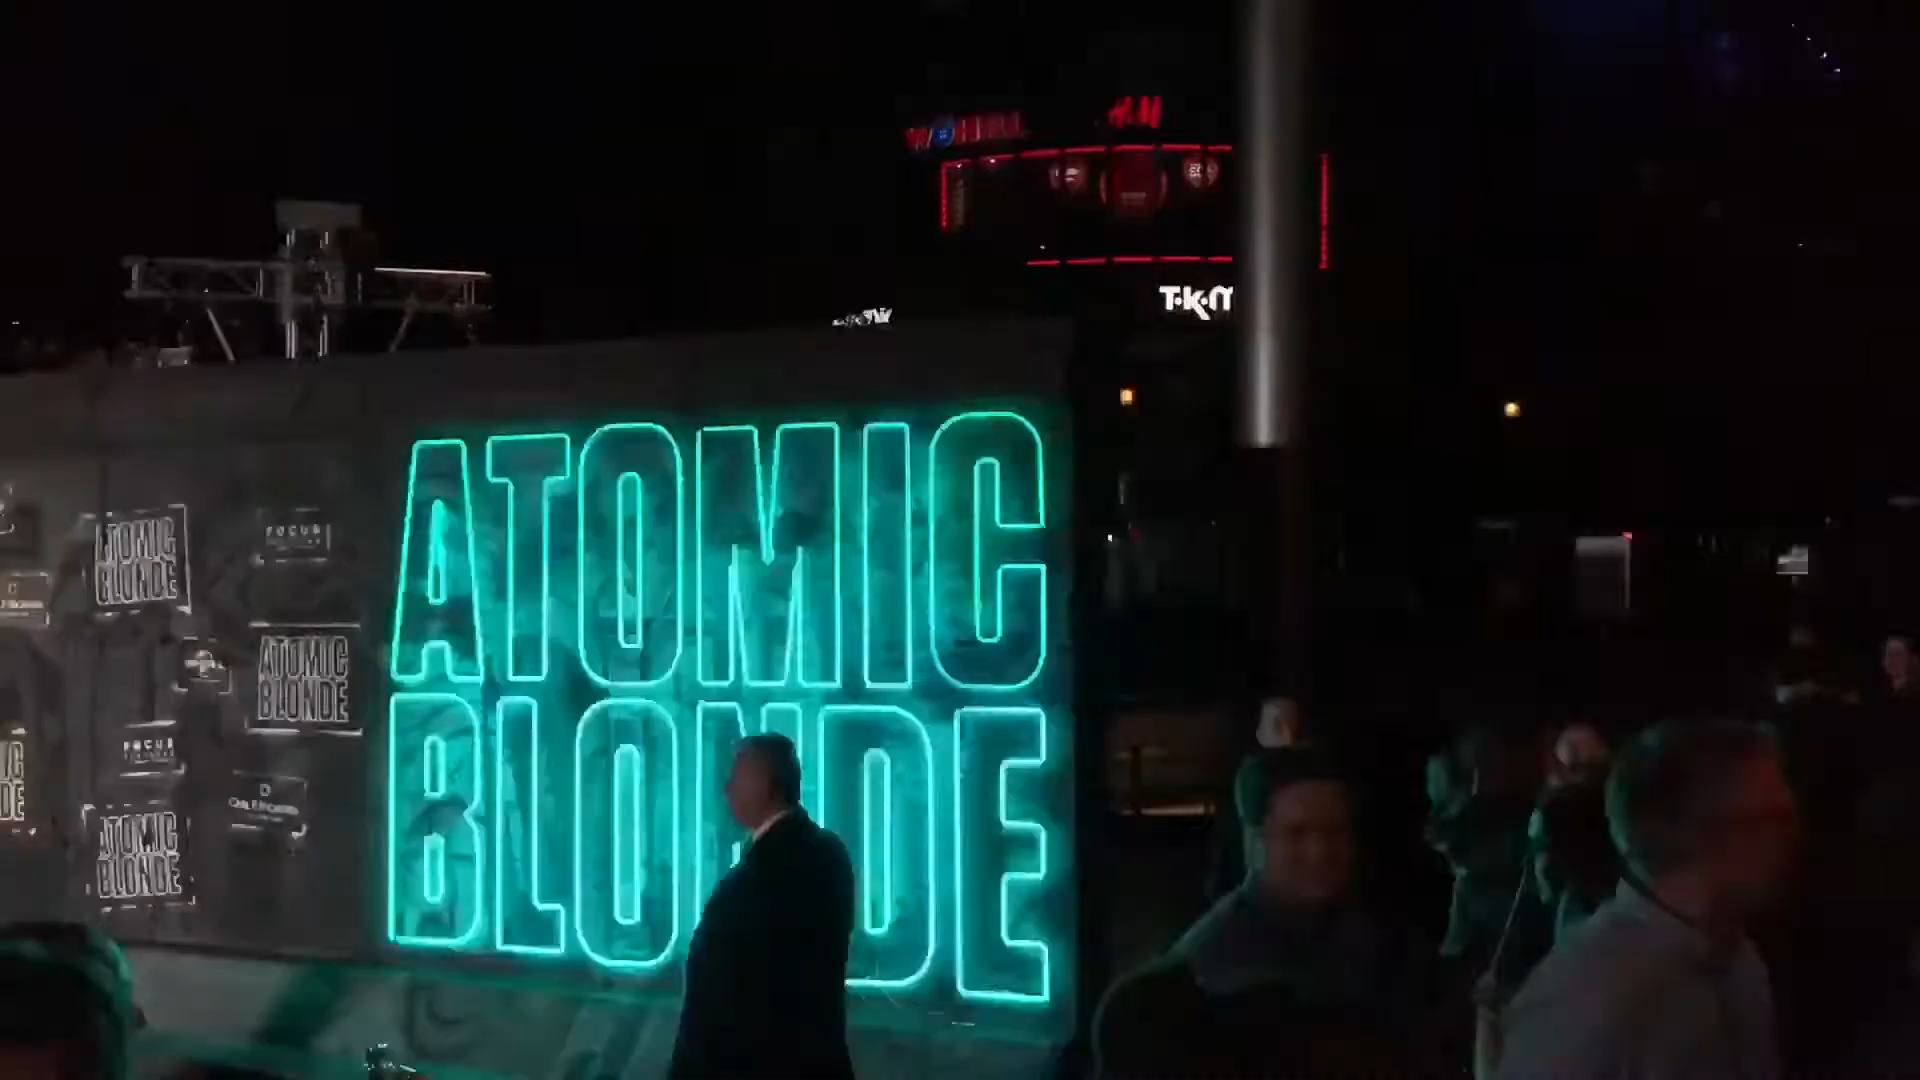 H&M
T·K·M
ATOMIC
BLONDE
ATOMIC
BLONDE
FOCUS
ATOMIC
BLONDE
FOCUS
ATOMIC
BLONDE